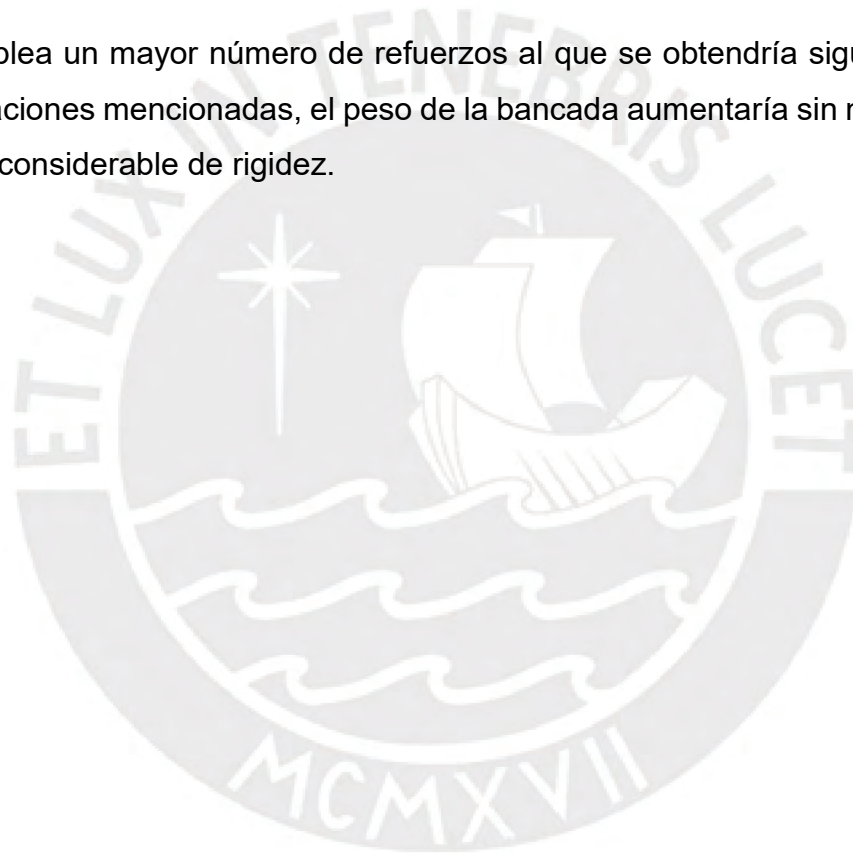 plea un mayor número de refuerzos al que se obtendría sigu
aciones mencionadas, el peso de la bancada aumentaría sin
considerable de rigidez.
ET LUX IN TENEBRIS LUCET
MCMXVII